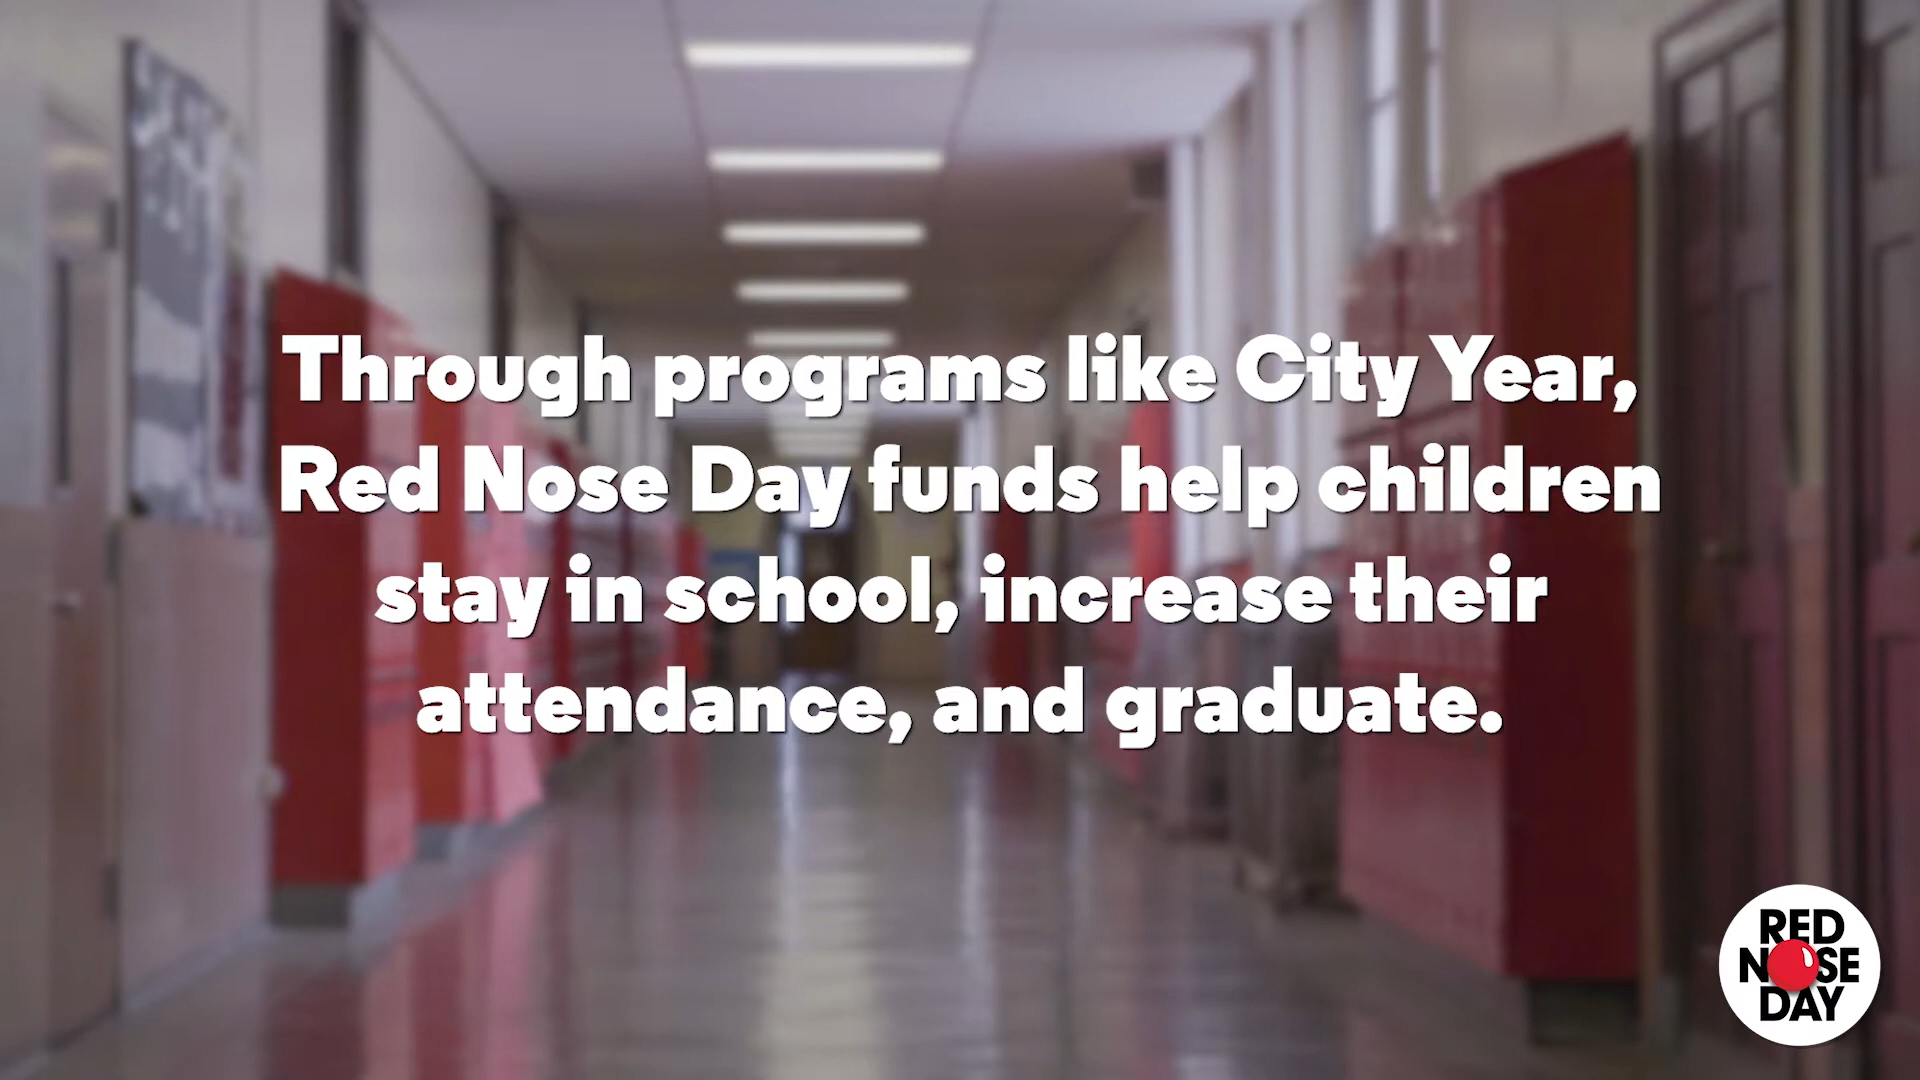 Through programs like City Year,
Red Nose Day funds help children
stay in school, increase their
attendance, and graduate.
RED
NOSE
DAY